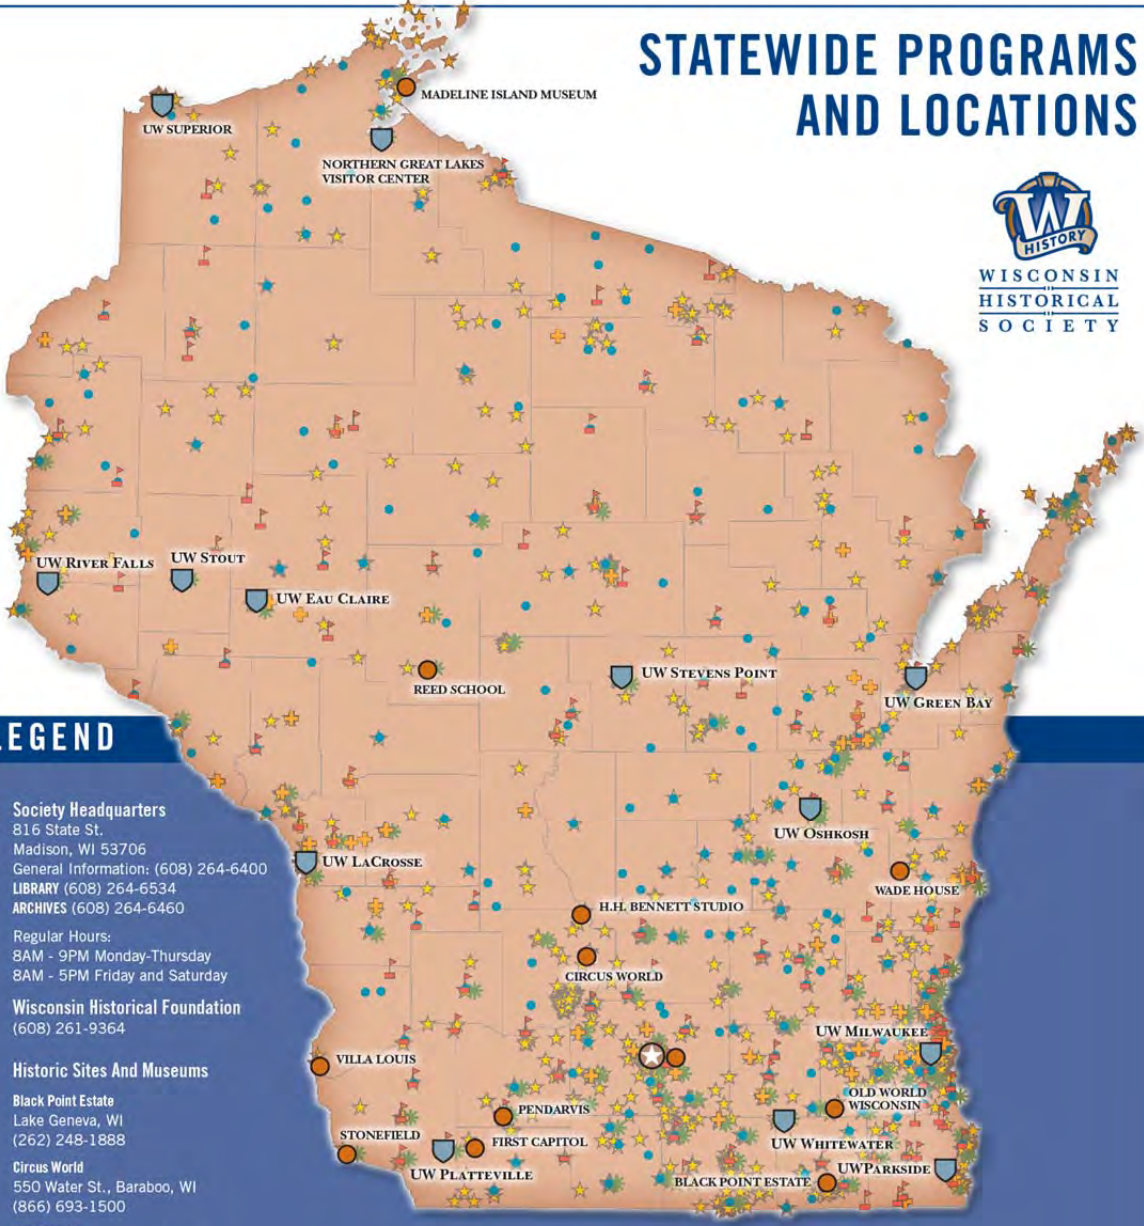 STATEWIDE PROGRAMS
AND LOCATIONS
W
HISTORY
WISCONSIN
HISTORICAL
SOCIETY
MADELINE ISLAND MUSEUM
UW SUPERIOR
NORTHERN GREAT LAKES
VISITOR CENTER
UW RIVER FALLS
UW STOUT
UW EAU CLAIRE
REED SCHOOL
UW STEVENS POINT
UW GREEN BAY
UW OSHKOSH
UW LACROSSE
WADE HOUSE
H.H. BENNETT STUDIO
CIRCUS WORLD
UW MILWAUKEE
VILLA LOUIS
OLD WORLD
WISCONSIN
PENDARVIS
STONEFIELD
FIRST CAPITOL
UW WHITEWATER
UW PLATTEVILLE
BLACK POINT ESTATE
UWPARKSIDE
LEGEND
Society Headquarters
816 State St.
Madison, WI 53706
General Information: (608) 264-6400
LIBRARY (608) 264-6534
ARCHIVES (608) 264-6460
Regular Hours:
8AM - 9PM Monday-Thursday
8AM - 5PM Friday and Saturday
Wisconsin Historical Foundation
(608) 261-9364
Historic Sites And Museums
Black Point Estate
Lake Geneva, WI
(262) 248-1888
Circus World
550 Water St., Baraboo, WI
(866) 693-1500